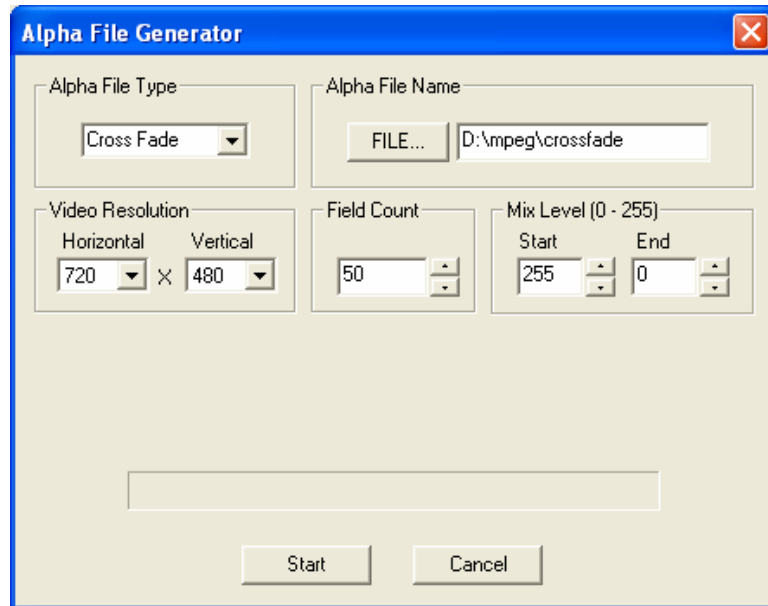 Alpha File Generator
Alpha File Type
Cross Fade
Alpha File Name
FILE...
D:\mpeg\crossfade
Video Resolution
Horizontal Vertical
720 X 480
Field Count
50
Mix Level (0 - 255)
Start End
255 0
Start Cancel